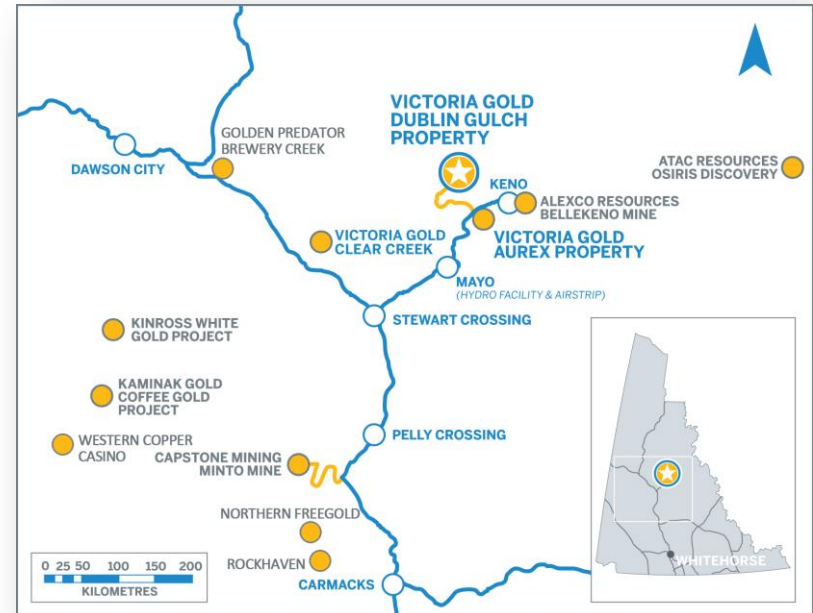 VICTORIA GOLD
DUBLIN GULCH
PROPERTY
GOLDEN PREDATOR
BREWERY CREEK
DAWSON CITY
ATAC RESOURCES
OSIRIS DISCOVERY
KENO
ALEXCO RESOURCES
BELLEKENO MINE
VICTORIA GOLD
CLEAR CREEK
VICTORIA GOLD
AUREX PROPERTY
MAYO
(HYDRO FACILITY & AIRSTRIP)
STEWART CROSSING
KINROSS WHITE
GOLD PROJECT
KAMINAK GOLD
COFFEE GOLD
PROJECT
WESTERN COPPER
CASINO
PELLY CROSSING
CAPSTONE MINING
MINTO MINE
NORTHERN FREEGOLD
ROCKHAVEN
CARMACKS
WHITEHORSE
0 25 50 100 150 200
KILOMETRES